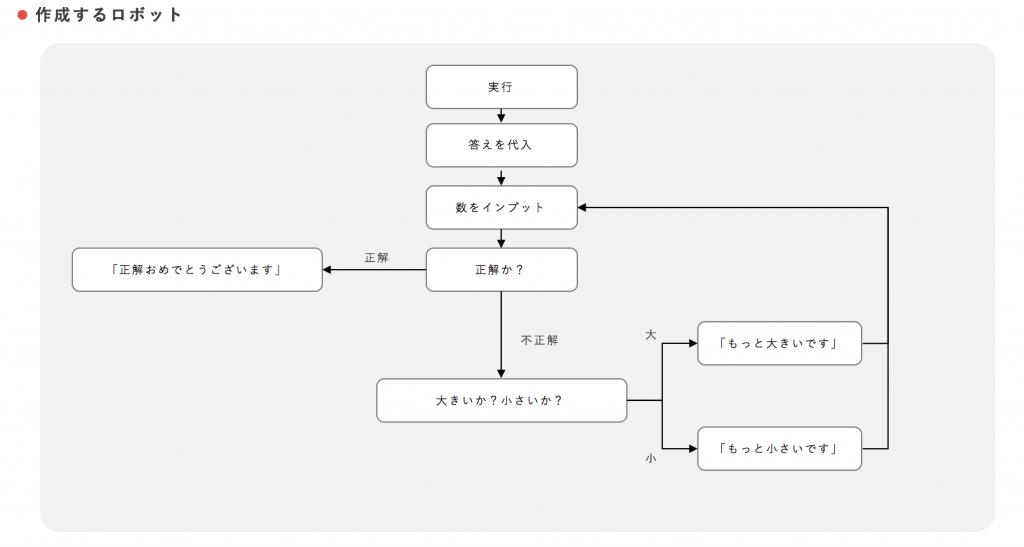 作成するロボット
実行
答えを代入
数をインプット
正解
「正解おめでとうございます」
正解か？
不正解
大
「もっと大きいです」
大きいか？小さいか？
「もっと小さいです」
小